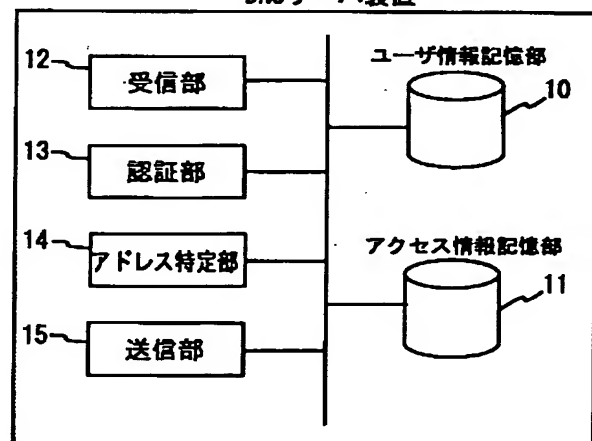 12
受信部
13
認証部
14
アドレス特定部
15
送信部
ユーザ情報記憶部
10
アクセス情報記憶部
11